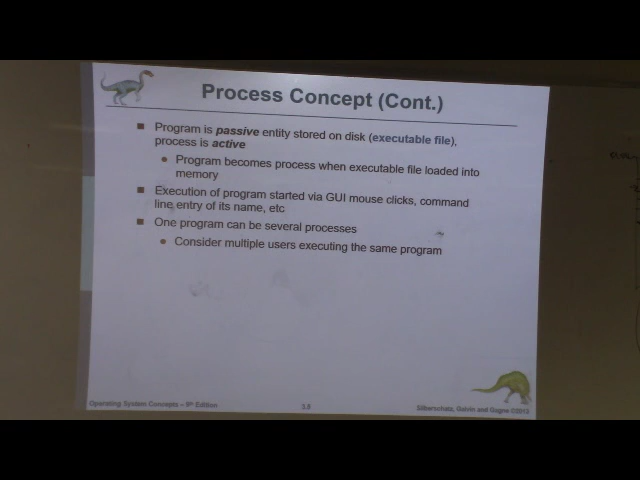 Process Concept (Cont.)
■ Program is passive entity stored on disk (executable file),
process is active
● Program becomes process when executable file loaded into
memory
■ Execution of program started via GUI mouse clicks, command
line entry of its name, etc
■ One program can be several processes
● Consider multiple users executing the same program
Operating System Concepts – 9th Edition
Silberschatz, Galvin and Gagne ©2013